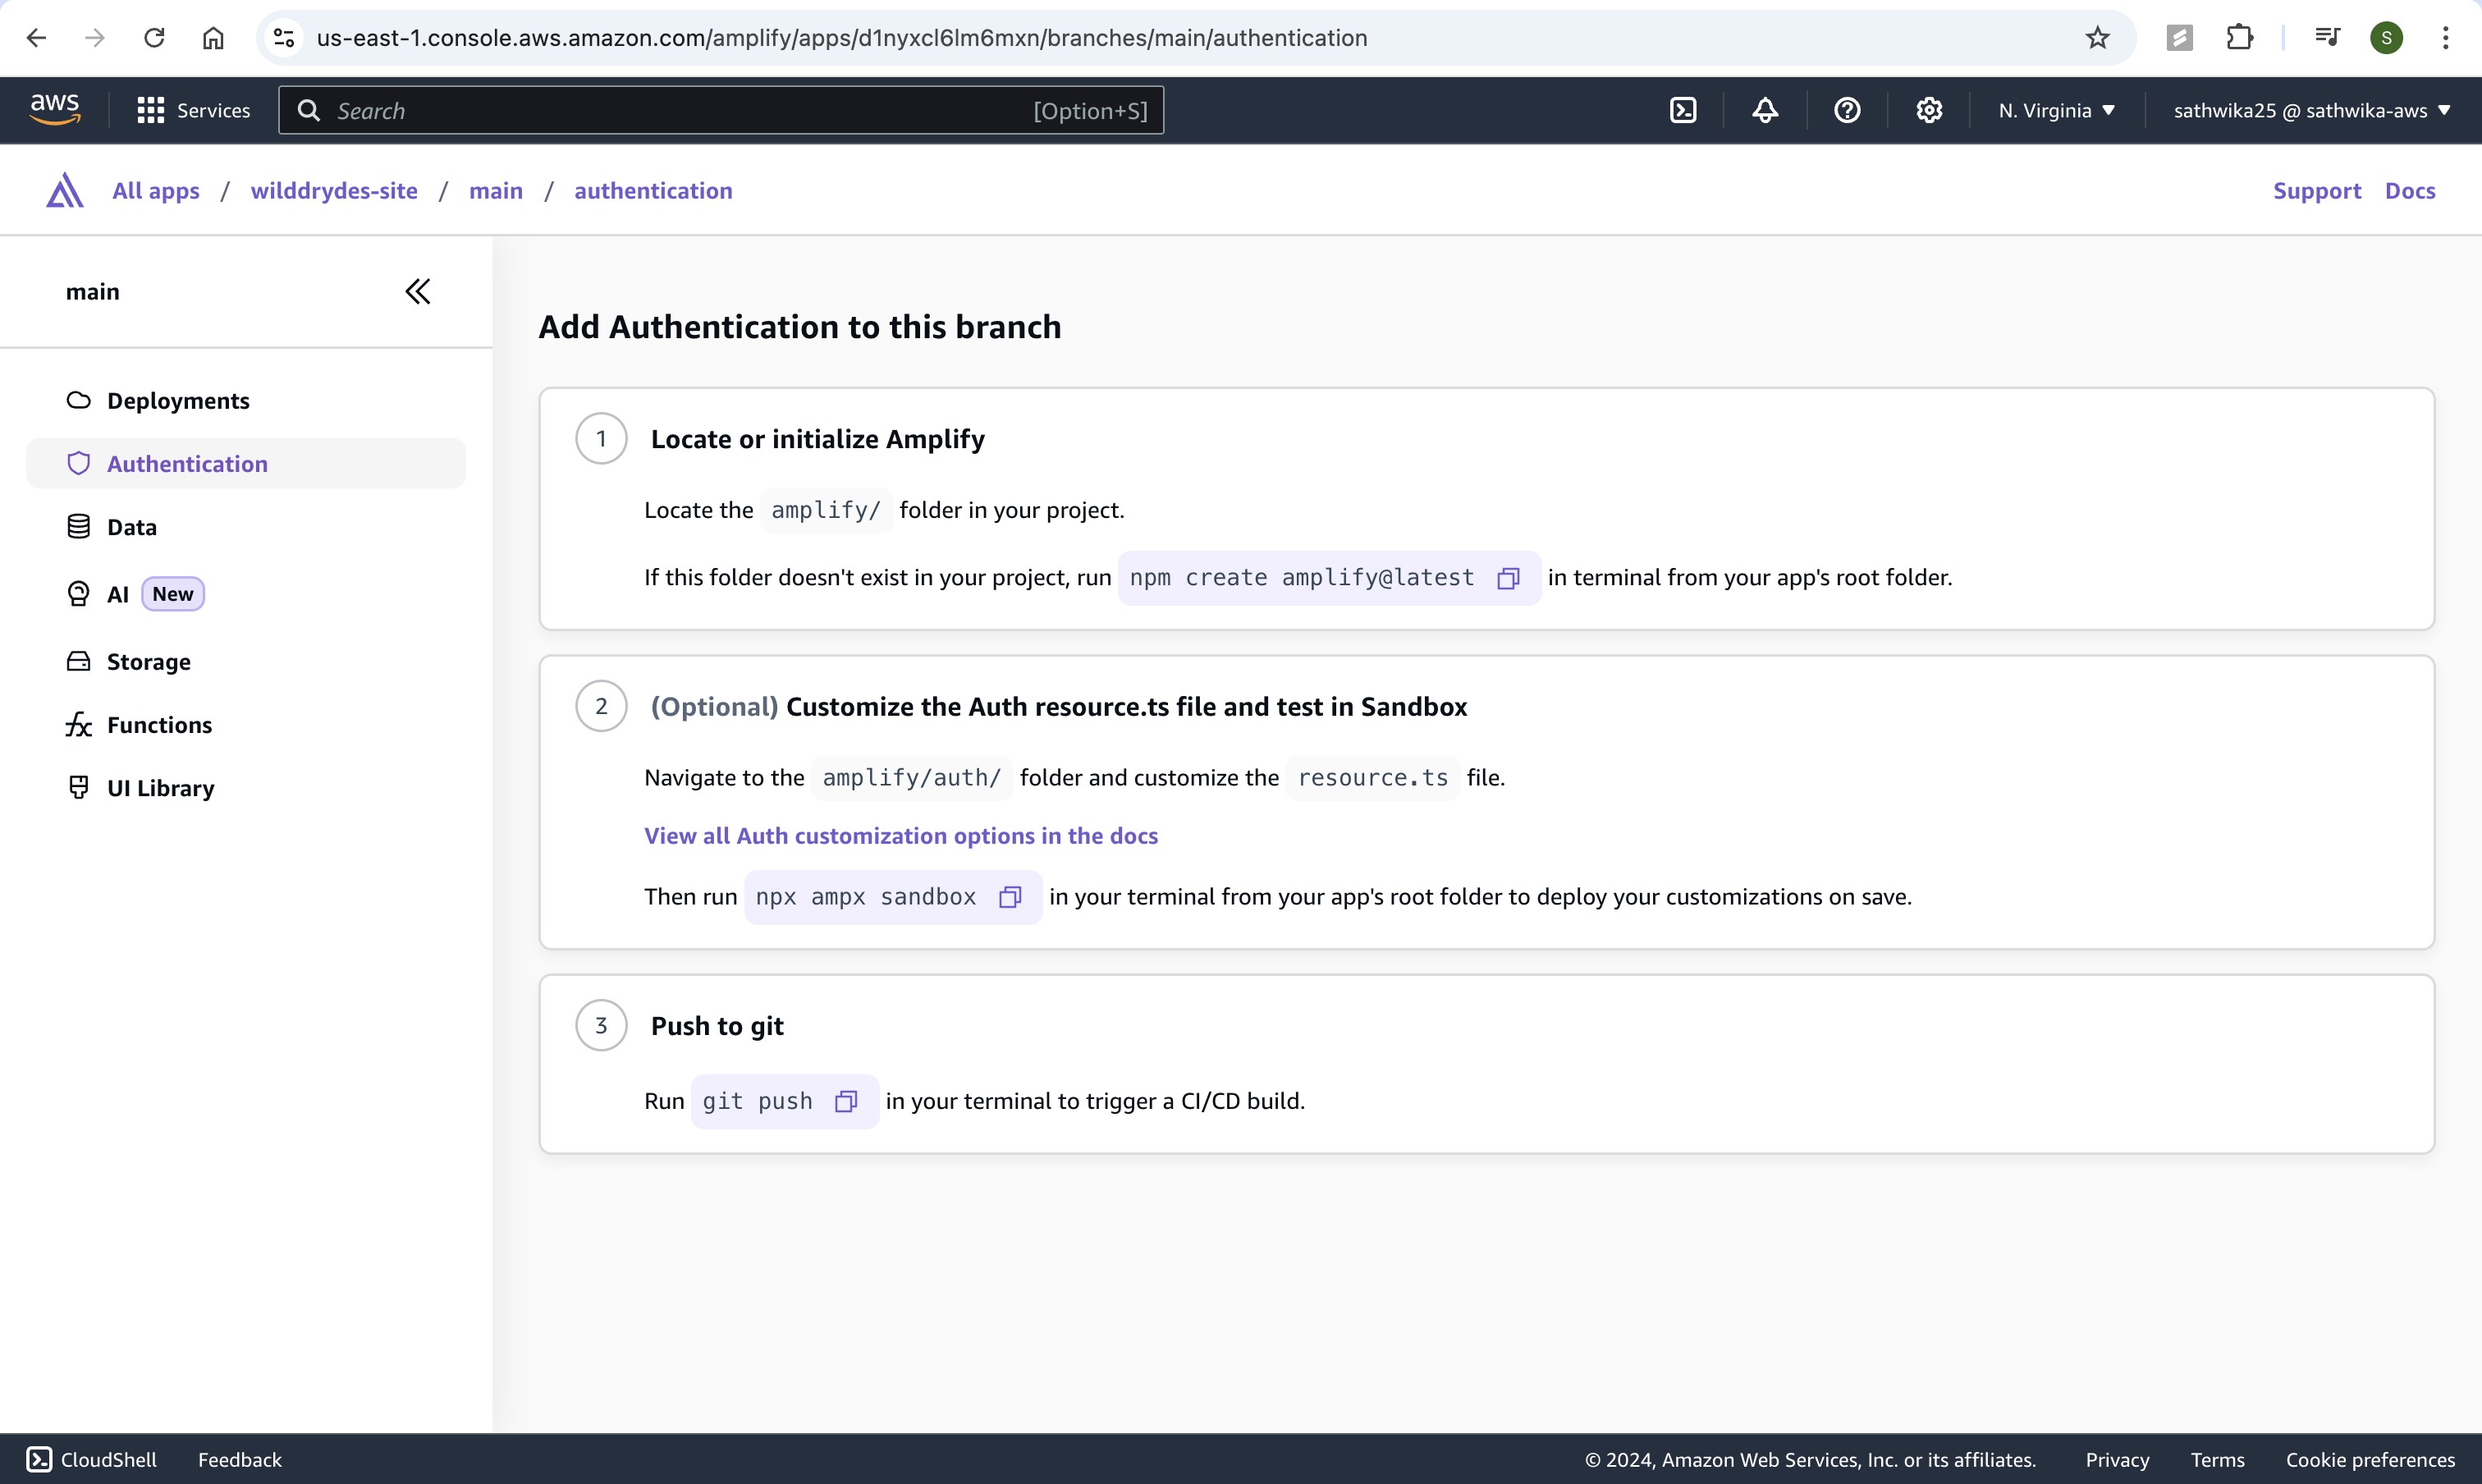 us-east-1.console.aws.amazon.com/amplify/apps/d1nyxcl6lm6mxn/branches/main/authentication
S
aws Services Search [Option+S] N. Virginia sathwika25 @ sathwika-aws
All apps / wilddrydes-site / main / authentication Support Docs
main
Deployments
Authentication
Data
AI New
Storage
Functions
UI Library
Add Authentication to this branch
1 Locate or initialize Amplify
Locate the amplify/ folder in your project.
If this folder doesn't exist in your project, run npm create amplify@latest in terminal from your app's root folder.
2 (Optional) Customize the Auth resource.ts file and test in Sandbox
Navigate to the amplify/auth/ folder and customize the resource.ts file.
View all Auth customization options in the docs
Then run npx ampx sandbox in your terminal from your app's root folder to deploy your customizations on save.
3 Push to git
Run git push in your terminal to trigger a CI/CD build.
CloudShell Feedback © 2024, Amazon Web Services, Inc. or its affiliates. Privacy Terms Cookie preferences